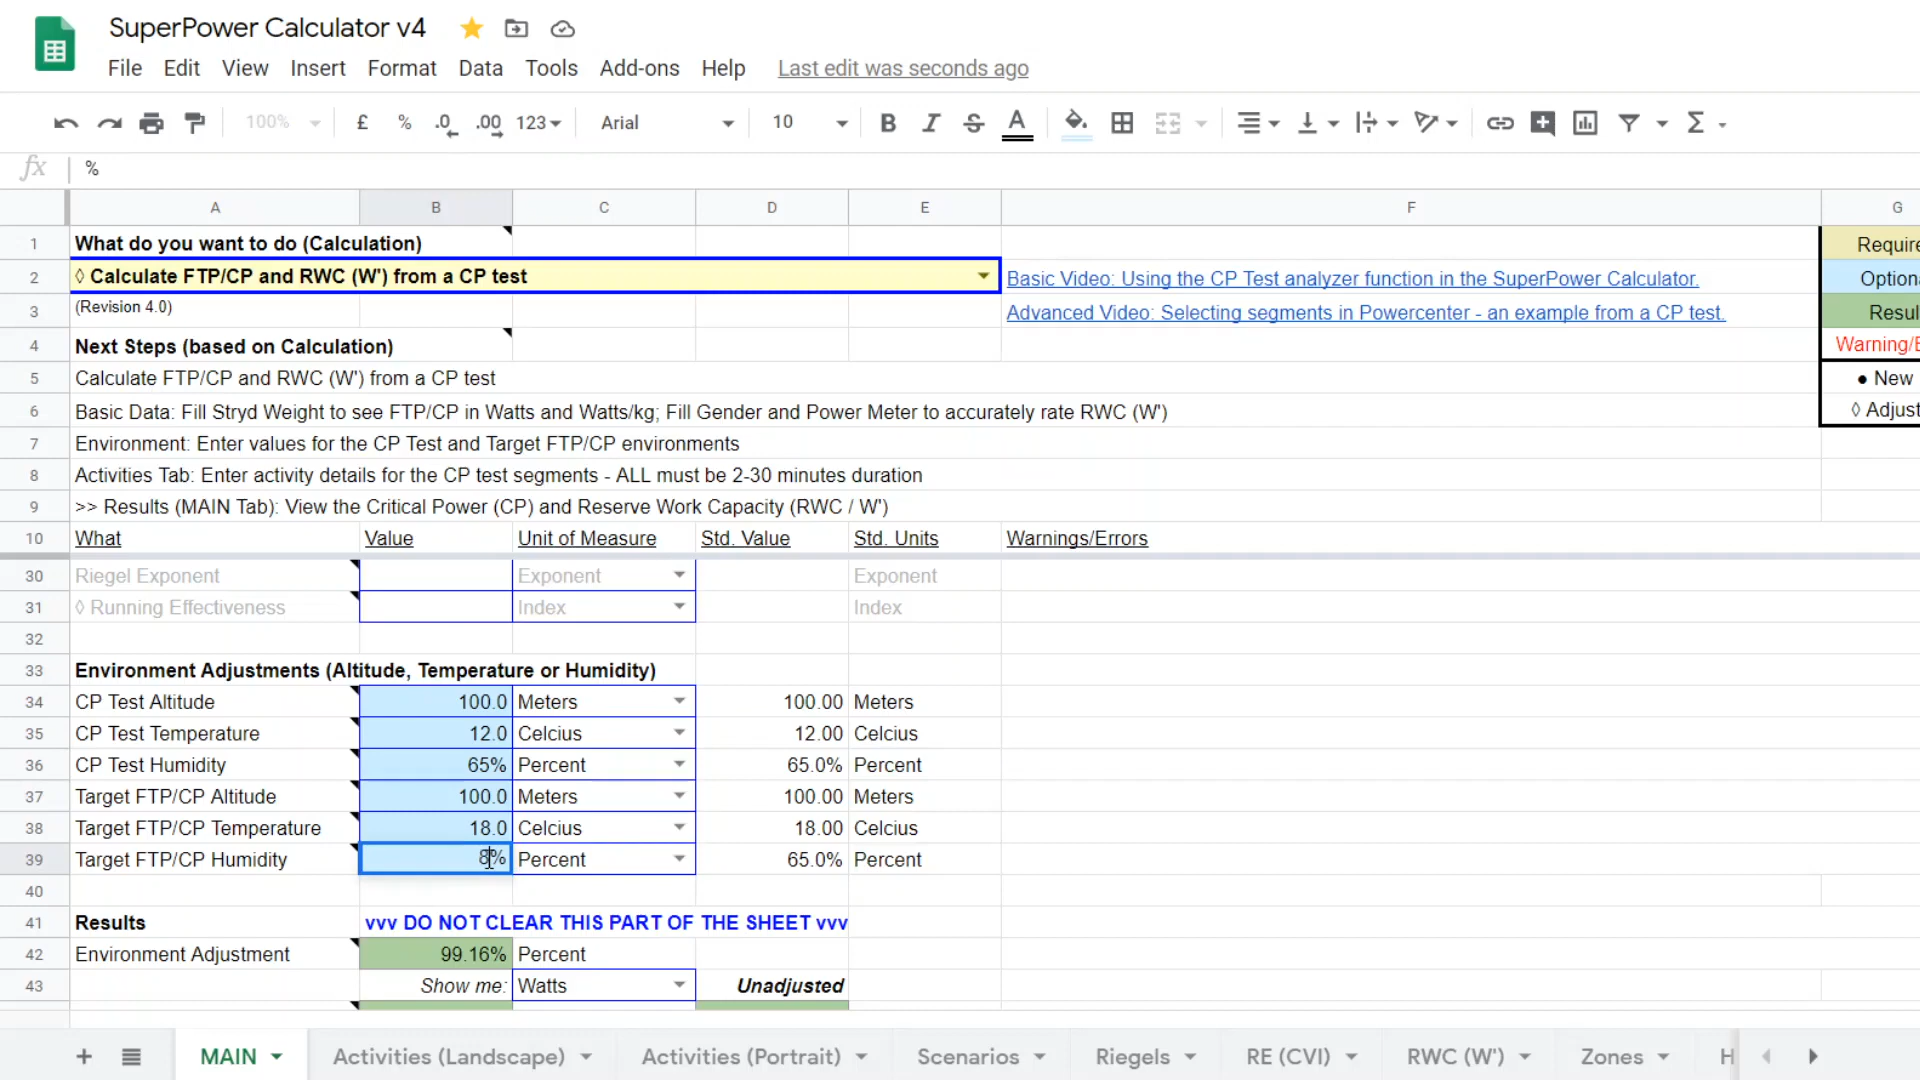 SuperPower Calculator v4
File Edit View Insert Format Data Tools Add-ons Help Last edit was seconds ago
100% £ % .0 .00 123 Arial 10 B I S A Σ
fx %
A B C D E F G
1 What do you want to do (Calculation) Require
2 ◊ Calculate FTP/CP and RWC (W') from a CP test Basic Video: Using the CP Test analyzer function in the SuperPower Calculator. Optiona
3 (Revision 4.0) Advanced Video: Selecting segments in Powercenter - an example from a CP test. Resul
4 Next Steps (based on Calculation) Warning/E
5 Calculate FTP/CP and RWC (W') from a CP test ● New
6 Basic Data: Fill Stryd Weight to see FTP/CP in Watts and Watts/kg; Fill Gender and Power Meter to accurately rate RWC (W') ◊ Adjust
7 Environment: Enter values for the CP Test and Target FTP/CP environments
8 Activities Tab: Enter activity details for the CP test segments - ALL must be 2-30 minutes duration
9 >> Results (MAIN Tab): View the Critical Power (CP) and Reserve Work Capacity (RWC / W')
10 What Value Unit of Measure Std. Value Std. Units Warnings/Errors
30 Riegel Exponent Exponent Exponent
31 ◊ Running Effectiveness Index Index
32
33 Environment Adjustments (Altitude, Temperature or Humidity)
34 CP Test Altitude 100.0 Meters 100.00 Meters
35 CP Test Temperature 12.0 Celcius 12.00 Celcius
36 CP Test Humidity 65% Percent 65.0% Percent
37 Target FTP/CP Altitude 100.0 Meters 100.00 Meters
38 Target FTP/CP Temperature 18.0 Celcius 18.00 Celcius
39 Target FTP/CP Humidity 8% Percent 65.0% Percent
40
41 Results vvv DO NOT CLEAR THIS PART OF THE SHEET vvv
42 Environment Adjustment 99.16% Percent
43 Show me: Watts Unadjusted
MAIN Activities (Landscape) Activities (Portrait) Scenarios Riegels RE (CVI) RWC (W') Zones H